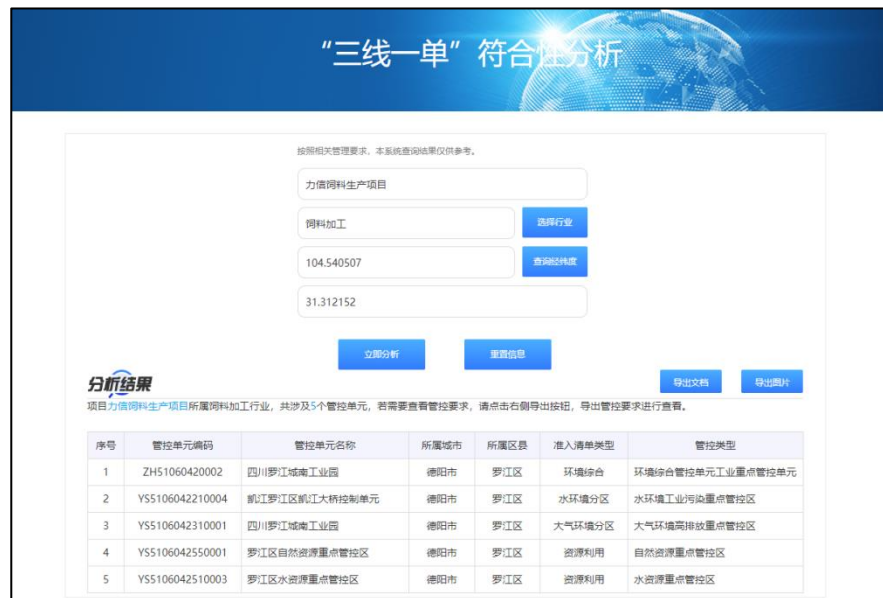 “三线一单”符合性分析
按照相关管理要求，本系统查询结果仅供参考。
力信饲料生产项目
饲料加工 选择行业
104.540507 查询经纬度
31.312152
立即分析 重置信息
分析结果 导出文档 导出图片
项目力信饲料生产项目所属饲料加工行业，共涉及5个管控单元，若需要查看管控要求，请点击右侧导出按钮，导出管控要求进行查看。
序号 管控单元编码 管控单元名称 所属城市 所属区县 准入清单类型 管控类型
1 ZH51060420002 四川罗江城南工业园 德阳市 罗江区 环境综合 环境综合管控单元工业重点管控单元
2 YS5106042210004 凯江罗江区凯江大桥控制单元 德阳市 罗江区 水环境分区 水环境工业污染重点管控区
3 YS5106042310001 四川罗江城南工业园 德阳市 罗江区 大气环境分区 大气环境高排放重点管控区
4 YS5106042550001 罗江区自然资源重点管控区 德阳市 罗江区 资源利用 自然资源重点管控区
5 YS5106042510003 罗江区水资源重点管控区 德阳市 罗江区 资源利用 水资源重点管控区